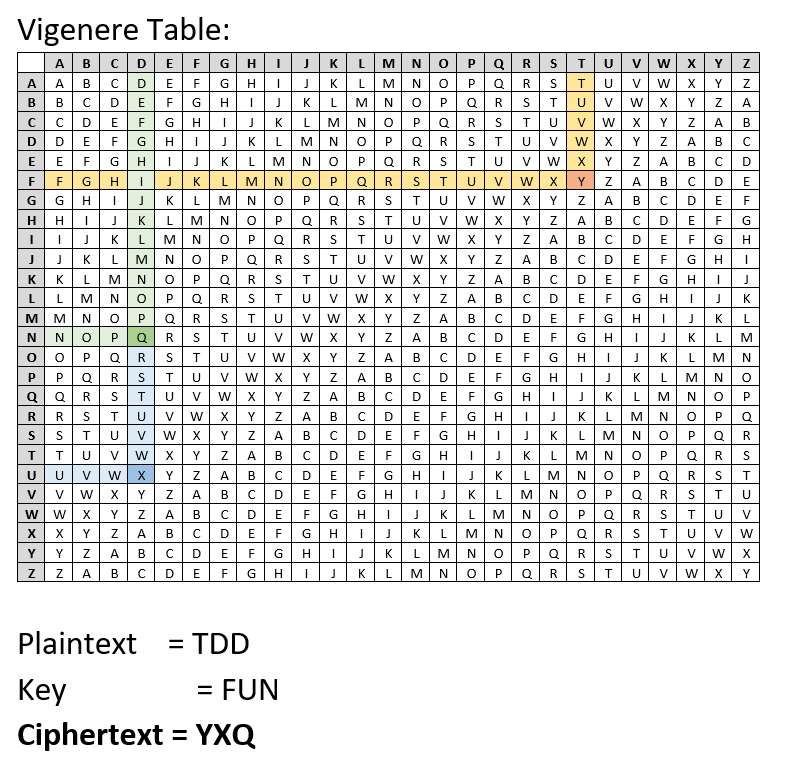 Vigenere Table:
A B C D E F G H I J K L M N O P Q R S T U V W X Y Z
A A B C D E F G H I J K L M N O P Q R S T U V W X Y Z
B B C D E F G H I J K L M N O P Q R S T U V W X Y Z A
C C D E F G H I J K L M N O P Q R S T U V W X Y Z A B
D D E F G H I J K L M N O P Q R S T U V W X Y Z A B C
E E F G H I J K L M N O P Q R S T U V W X Y Z A B C D
F F G H I J K L M N O P Q R S T U V W X Y Z A B C D E
G G H I J K L M N O P Q R S T U V W X Y Z A B C D E F
H H I J K L M N O P Q R S T U V W X Y Z A B C D E F G
I I J K L M N O P Q R S T U V W X Y Z A B C D E F G H
J J K L M N O P Q R S T U V W X Y Z A B C D E F G H I
K K L M N O P Q R S T U V W X Y Z A B C D E F G H I J
L L M N O P Q R S T U V W X Y Z A B C D E F G H I J K
M M N O P Q R S T U V W X Y Z A B C D E F G H I J K L
N N O P Q R S T U V W X Y Z A B C D E F G H I J K L M
O O P Q R S T U V W X Y Z A B C D E F G H I J K L M N
P P Q R S T U V W X Y Z A B C D E F G H I J K L M N O
Q Q R S T U V W X Y Z A B C D E F G H I J K L M N O P
R R S T U V W X Y Z A B C D E F G H I J K L M N O P Q
S S T U V W X Y Z A B C D E F G H I J K L M N O P Q R
T T U V W X Y Z A B C D E F G H I J K L M N O P Q R S
U U V W X Y Z A B C D E F G H I J K L M N O P Q R S T
V V W X Y Z A B C D E F G H I J K L M N O P Q R S T U
W W X Y Z A B C D E F G H I J K L M N O P Q R S T U V
X X Y Z A B C D E F G H I J K L M N O P Q R S T U V W
Y Y Z A B C D E F G H I J K L M N O P Q R S T U V W X
Z Z A B C D E F G H I J K L M N O P Q R S T U V W X Y
Plaintext = TDD
Key = FUN
Ciphertext = YXQ